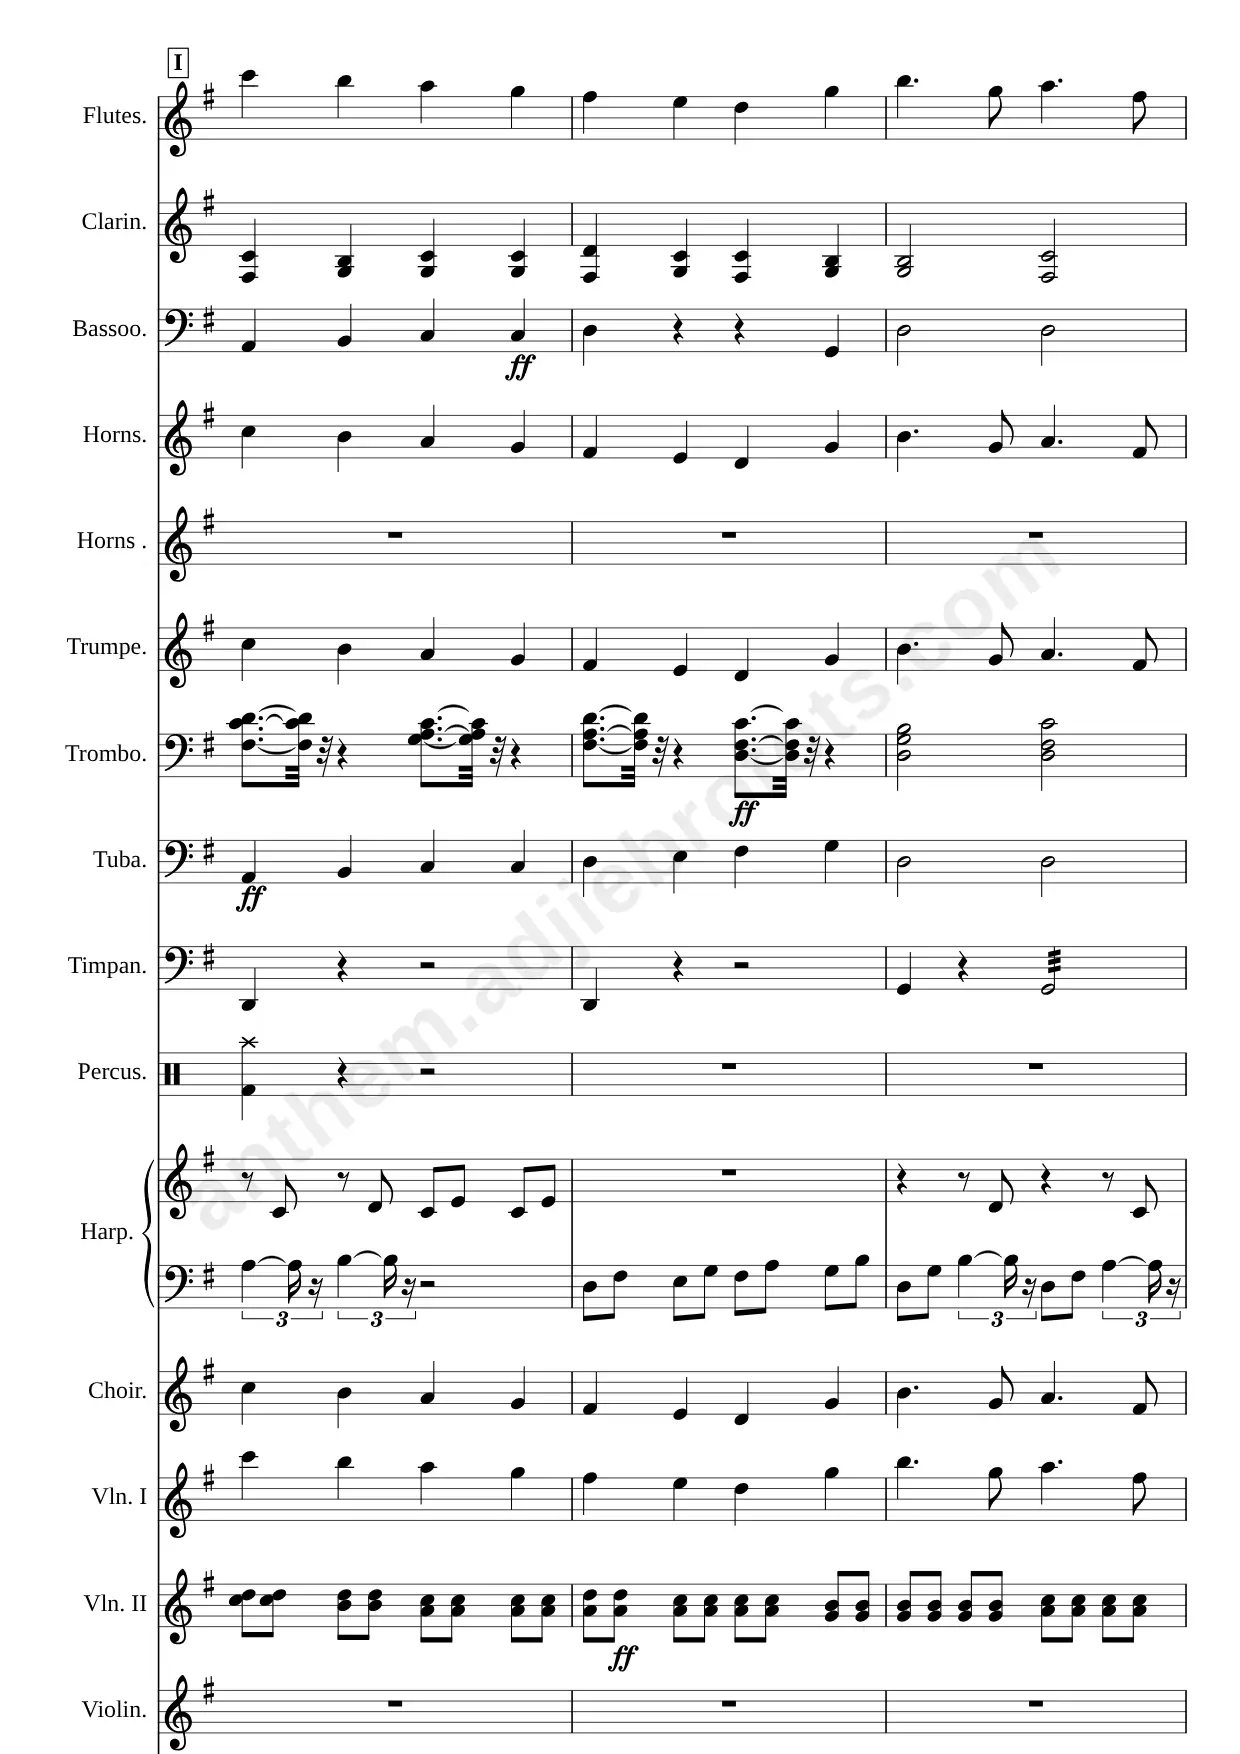 I
Flutes.
Clarin.
Bassoo.
ff
Horns.
Horns .
Trumpe.
Trombo.
ff
Tuba.
ff
Timpan.
Percus.
Harp.
3 3 3 3
Choir.
Vln. I
Vln. II
ff
Violin.
anthem.adjiebrotots.com